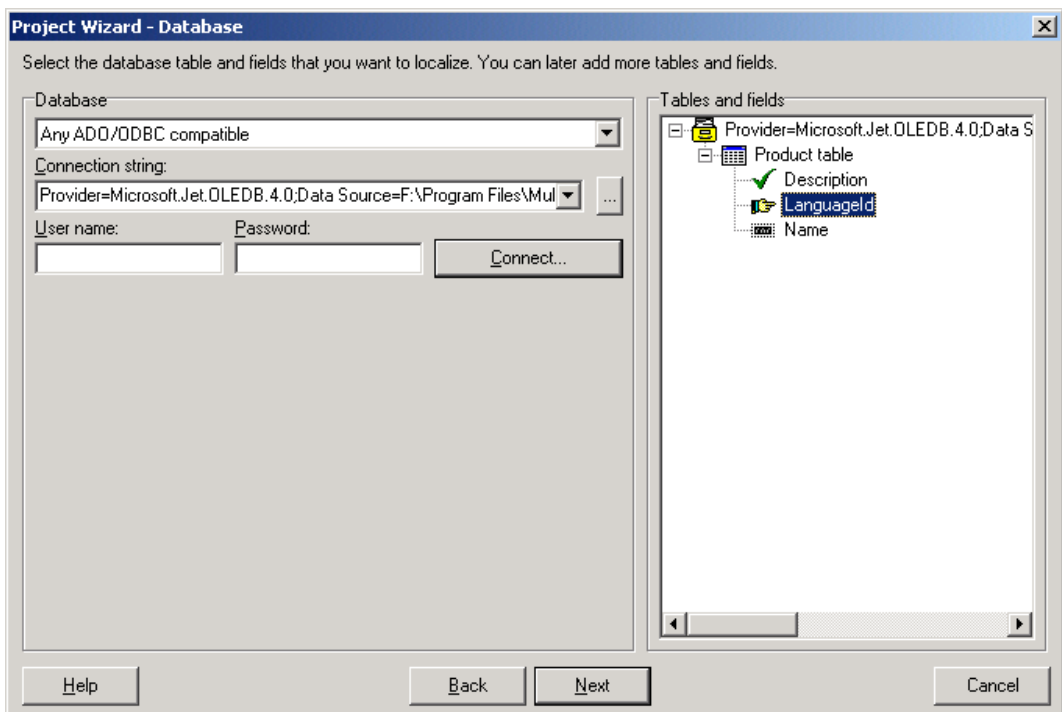 Project Wizard - Database
Select the database table and fields that you want to localize. You can later add more tables and fields.
Database
Any ADO/ODBC compatible
Connection string:
Provider=Microsoft.Jet.OLEDB.4.0;Data Source=F:\Program Files\Mul
...
User name:
Password:
Connect...
Tables and fields
Provider=Microsoft.Jet.OLEDB.4.0;Data S
Product table
Description
LanguageId
Name
Help
Back
Next
Cancel